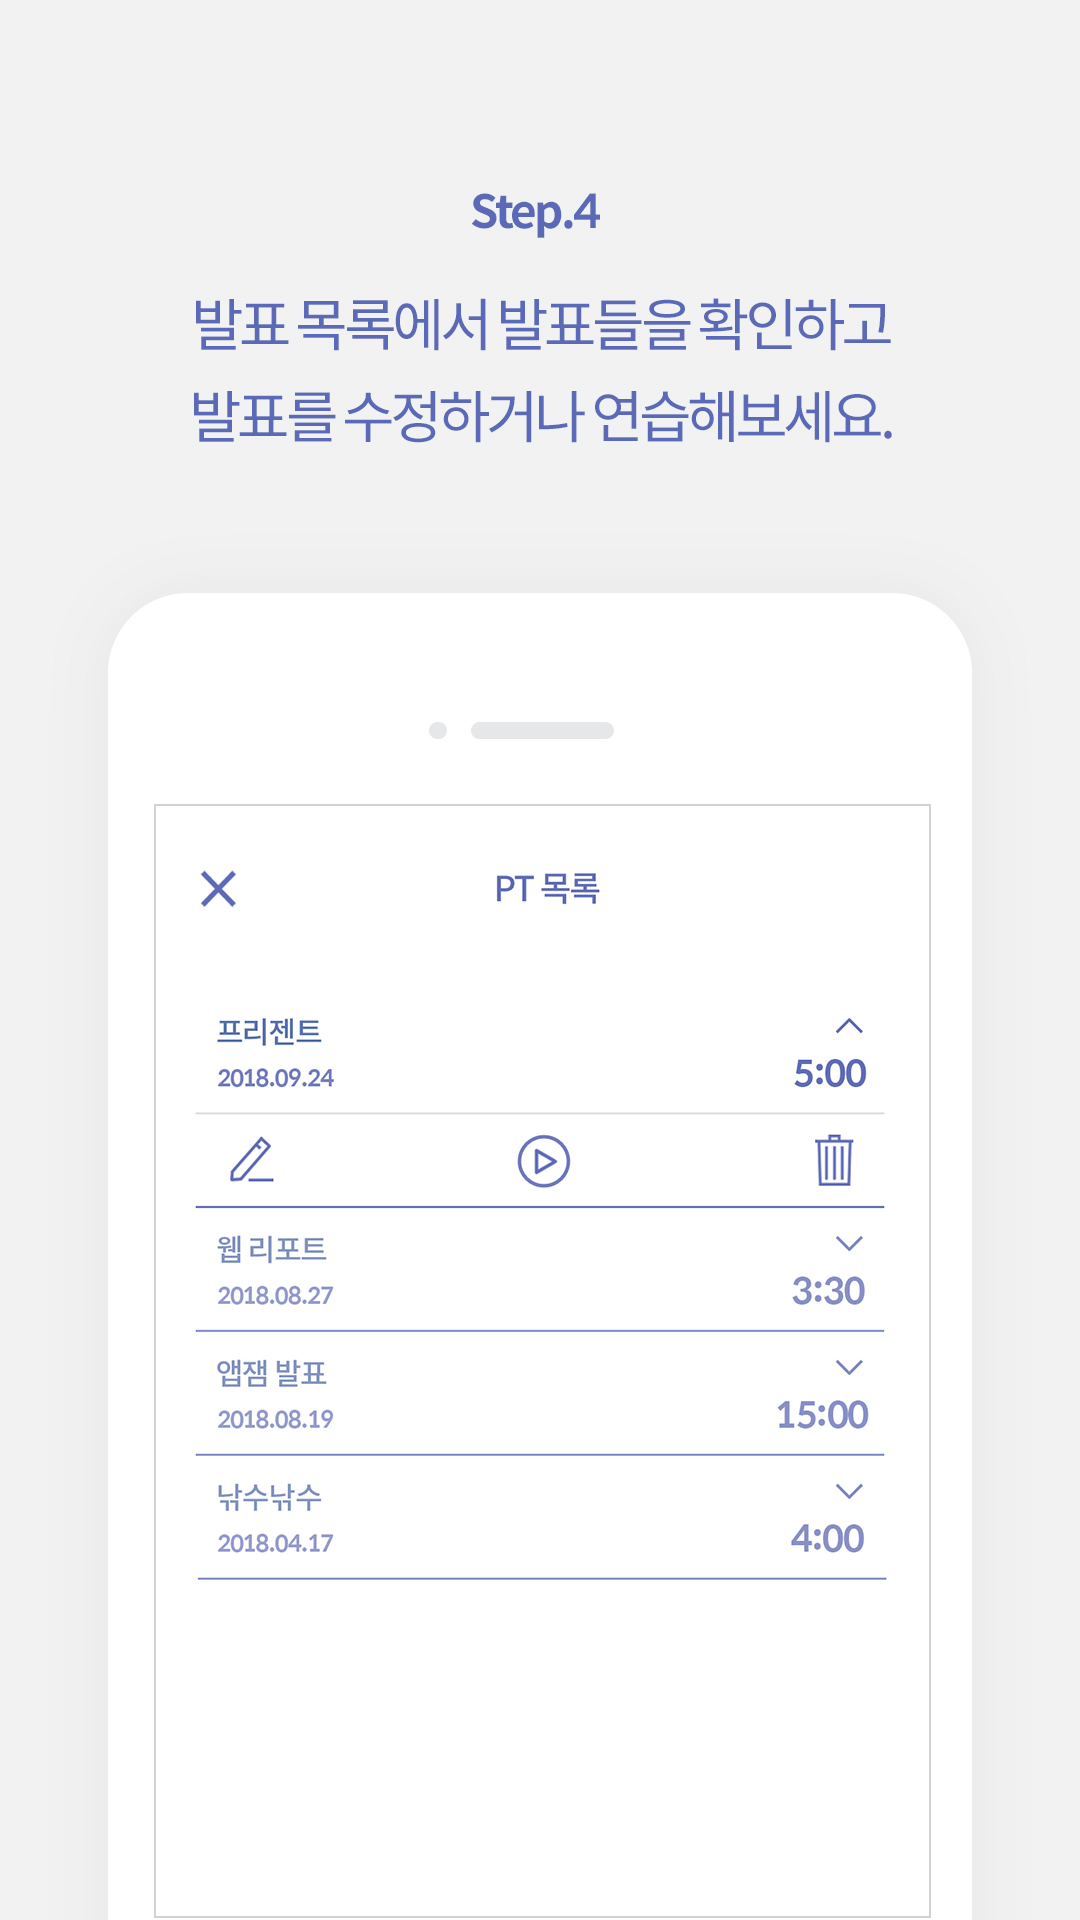 Step.4
발표 목록에서 발표들을 확인하고
발표를 수정하거나 연습해보세요.
PT 목록
프리젠트
2018.09.24
5:00
웹 리포트
2018.08.27
3:30
앱잼 발표
2018.08.19
15:00
낚수낚수
2018.04.17
4:00